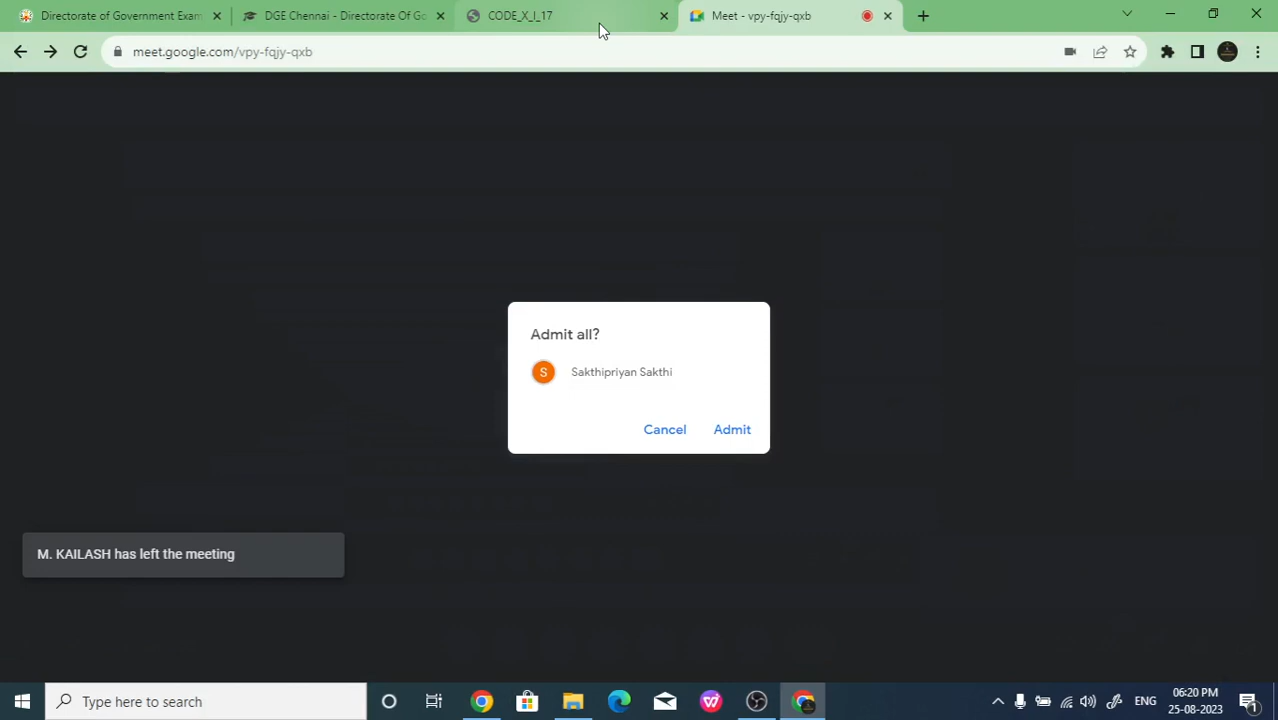 Directorate of Government Exam
DGE Chennai - Directorate Of Go
CODE_X_I_17
Meet - vpy-fqjy-qxb
meet.google.com/vpy-fqjy-qxb
Admit all?
S
Sakthipriyan Sakthi
Cancel Admit
M. KAILASH has left the meeting
Type here to search
ENG
06:20 PM
25-08-2023
1